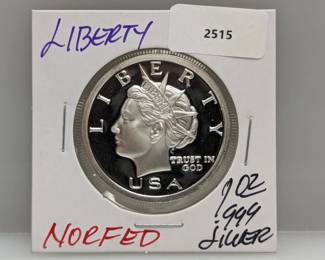 LIBERTY
2515
LIBERTY
TRUST IN
GOD
USA
NORFED
1 OZ
.999
SILVER